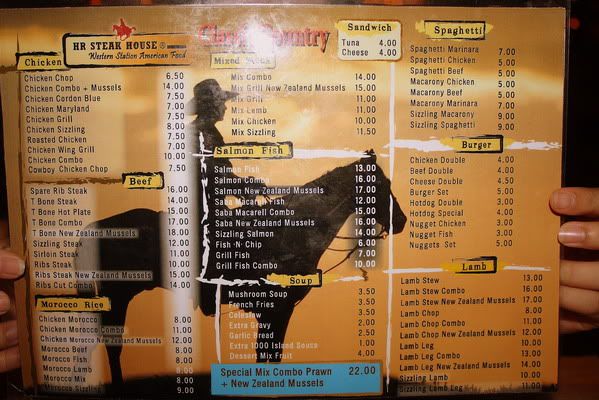 HR STEAK HOUSE ®
Western Station American Food
Classic Country
Chicken
Chicken Chop 6.50
Chicken Combo + Mussels 14.00
Chicken Gordon Blue 7.50
Chicken Maryland 7.50
Chicken Grill 7.50
Chicken Sizzling 8.00
Roasted Chicken
Chicken Wing Grill 7.00
Chicken Combo 10.00
Cowboy Chicken Chop 7.50
Beef
Spare Rib Steak 16.00
T Bone Steak 14.00
T Bone Hot Plate 15.00
T Bone Combo 17.00
T Bone New Zealand Mussels 18.00
Sizzling Steak 12.00
Sirloin Steak 11.00
Ribs Steak 10.00
Ribs Steak New Zealand Mussels 15.00
Ribs Cut Combo 14.00
Morocco Rice
Chicken Morocco 8.00
Chicken Morocco Combo 11.00
Chicken Morocco New Zealand Mussels 12.00
Morocco Beef 8.00
Morocco Fish 8.00
Morocco Lamb 9.00
Morocco Mix 9.00
Morocco Sizzling 9.00
Mixed
Mix Combo 14.00
Mix Grill New Zealand Mussels 15.00
Mix Grill 11.00
Mix Lemb 11.00
Mix Chicken 10.00
Mix Sizzling 11.50
Salmon Fish
Salmon Fish 13.00
Salmon Combo 16.00
Salmon New Zealand Mussels 17.00
Saba Macarell Fish 12.00
Saba Macarell Combo 15.00
Saba New Zealand Mussels 16.00
Sizzling Salmon 14.00
Fish ·N· Chip 6.00
Grill Fish 7.00
Grill Fish Combo 10.00
Soup
Mushroom Soup 3.50
French Fries 3.50
Coleslow 3.50
Extra Gravy 2.00
Garlic Bread 2.50
Extra 1000 Island Souce 1.00
Dessert Mix Fruit 4.00
Special Mix Combo Prawn 22.00
+ New Zealand Mussels
Sandwich
Tuna 4.00
Cheese 4.00
Spaghetti
Spaghetti Marinara 7.00
Spaghetti Chicken 5.00
Spaghetti Beef 5.00
Macarony Chicken 5.00
Macarony Beef 5.00
Macarony Marinara 7.00
Sizzling Macarony 9.00
Sizzling Spaghetti 9.00
Burger
Chicken Double 4.00
Beef Double 4.00
Cheese Double 4.50
Burger Set 5.00
Hotdog Double 3.00
Hotdog Special 4.00
Nugget Chicken 3.00
Nugget Fish 3.00
Nuggets Set 5.00
Lamb
Lamb Stew 13.00
Lamb Stew Combo 16.00
Lamb Stew New Zealand Mussels 17.00
Lamb Chop 8.00
Lamb Chop Combo 11.00
Lamb Chop New Zealand Mussels 12.00
Lamb Leg 10.00
Lamb Leg Combo 13.00
Lamb Leg New Zealand Mussels 14.00
Sizzling Lamb 10.00
Sizzling Lamb Leg 11.00